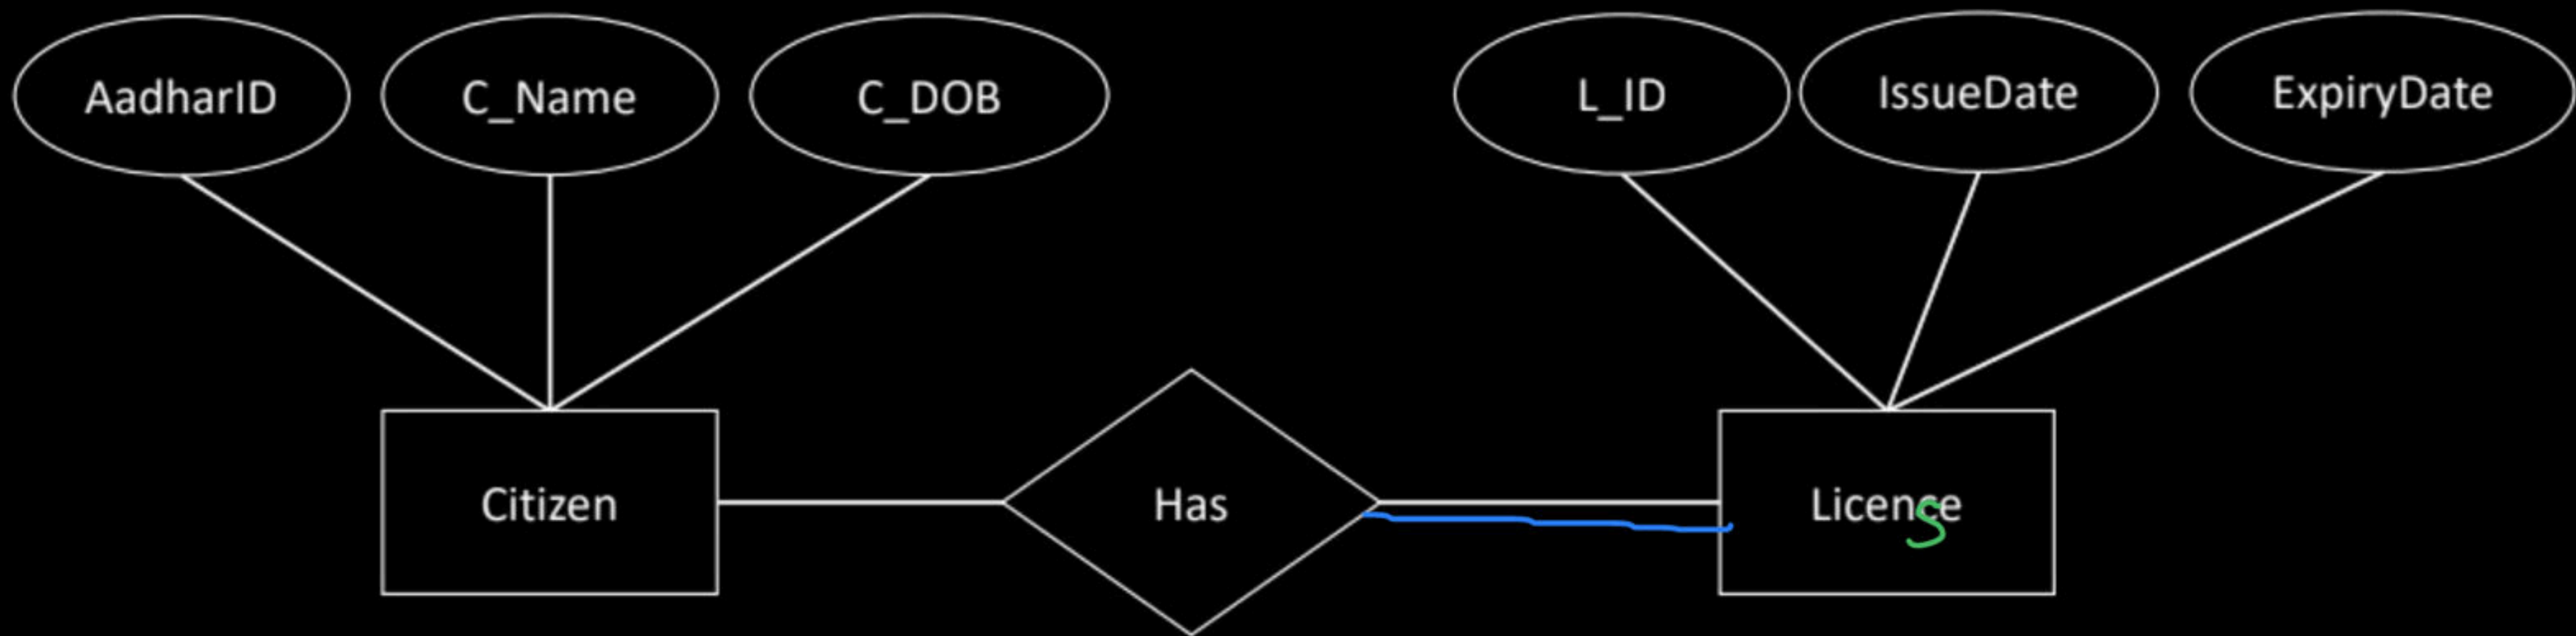 AadharID C_Name C_DOB L_ID IssueDate ExpiryDate
Citizen Has Licence
S